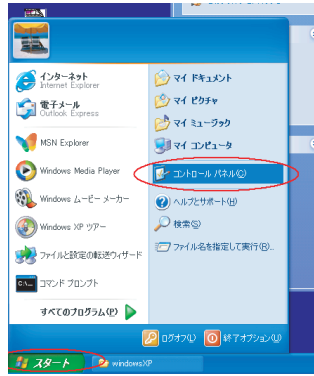 インターネット
Internet Explorer
電子メール
Outlook Express
MSN Explorer
Windows Media Player
Windows ムービー メーカー
Windows XP ツアー
ファイルと設定の転送ウィザード
コマンド プロンプト
すべてのプログラム(P)
マイ ドキュメント
マイ ピクチャ
マイ ミュージック
マイ コンピュータ
コントロール パネル(C)
ヘルプとサポート(H)
検索(S)
ファイル名を指定して実行(R)...
ログオフ(L)
終了オプション(U)
スタート
windowsXP